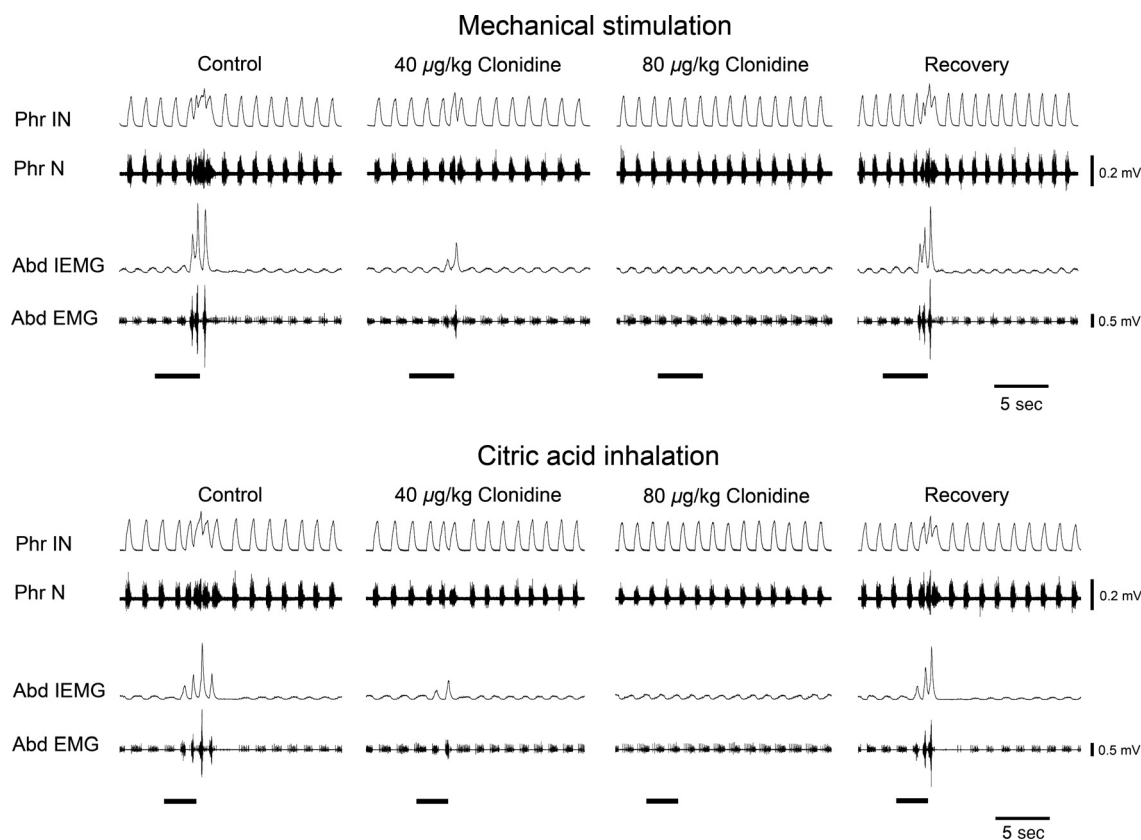 Mechanical stimulation
Control 40 µg/kg Clonidine 80 µg/kg Clonidine Recovery
Phr IN
Phr N
0.2 mV
Abd IEMG
Abd EMG
0.5 mV
5 sec
Citric acid inhalation
Control 40 µg/kg Clonidine 80 µg/kg Clonidine Recovery
Phr IN
Phr N
0.2 mV
Abd IEMG
Abd EMG
0.5 mV
5 sec